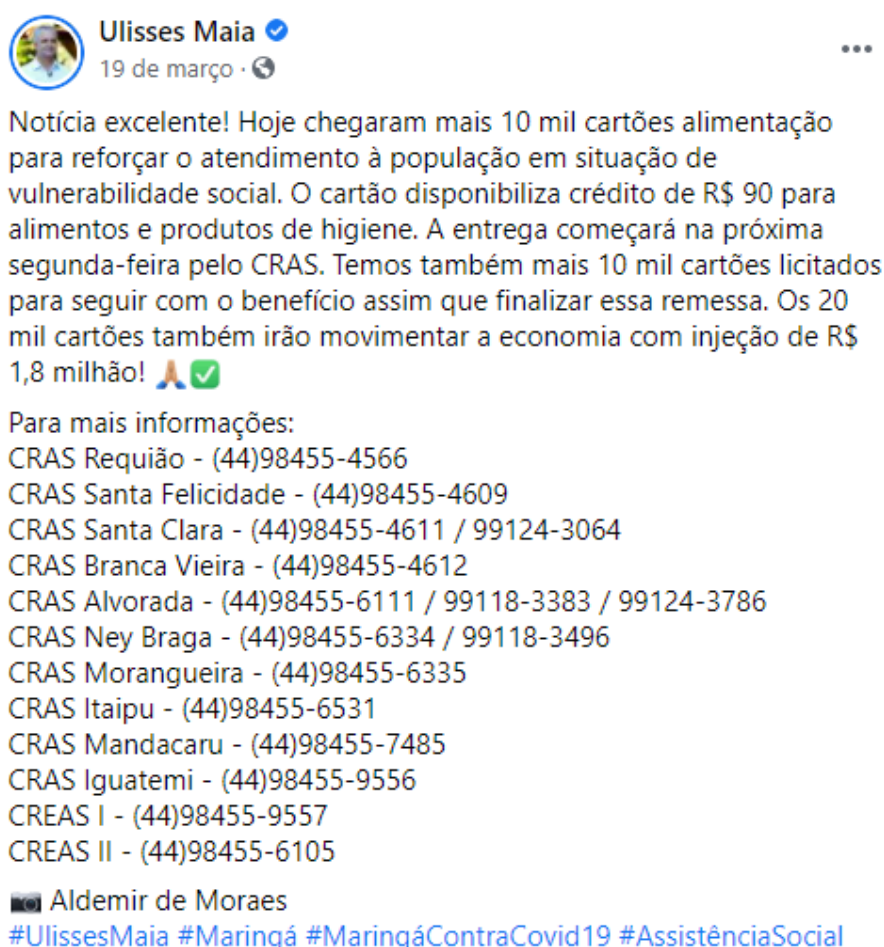 Ulisses Maia
19 de março ·
Notícia excelente! Hoje chegaram mais 10 mil cartões alimentação
para reforçar o atendimento à população em situação de
vulnerabilidade social. O cartão disponibiliza crédito de R$ 90 para
alimentos e produtos de higiene. A entrega começará na próxima
segunda-feira pelo CRAS. Temos também mais 10 mil cartões licitados
para seguir com o benefício assim que finalizar essa remessa. Os 20
mil cartões também irão movimentar a economia com injeção de R$
1,8 milhão! 🙏🏽✅
Para mais informações:
CRAS Requião - (44)98455-4566
CRAS Santa Felicidade - (44)98455-4609
CRAS Santa Clara - (44)98455-4611 / 99124-3064
CRAS Branca Vieira - (44)98455-4612
CRAS Alvorada - (44)98455-6111 / 99118-3383 / 99124-3786
CRAS Ney Braga - (44)98455-6334 / 99118-3496
CRAS Morangueira - (44)98455-6335
CRAS Itaipu - (44)98455-6531
CRAS Mandacaru - (44)98455-7485
CRAS Iguatemi - (44)98455-9556
CREAS I - (44)98455-9557
CREAS II - (44)98455-6105
📷 Aldemir de Moraes
#UlissesMaia #Maringá #MaringáContraCovid19 #AssistênciaSocial